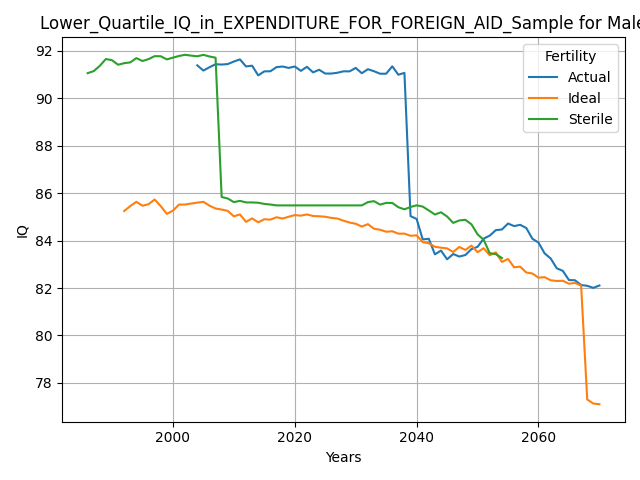 Lower_Quartile_IQ_in_EXPENDITURE_FOR_FOREIGN_AID_Sample for Male
92
90
88
86
84
82
80
78
IQ
2000
2020
2040
2060
Years
Fertility
Actual
Ideal
Sterile